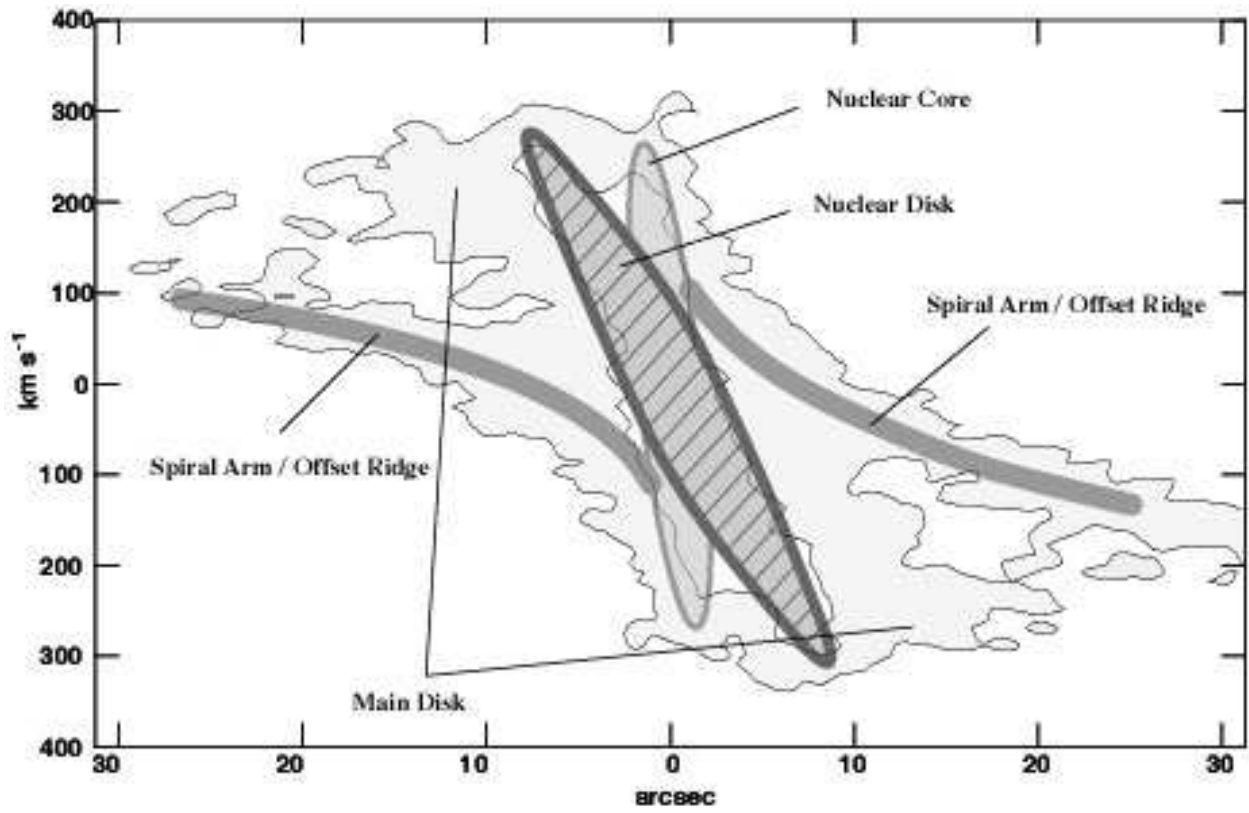 400
300
Nuclear Core
200
Nuclear Disk
100
Spiral Arm / Offset Ridge
km s-1
0
Spiral Arm / Offset Ridge
100
200
300
Main Disk
400
30 20 10 0 10 20 30
arcsec